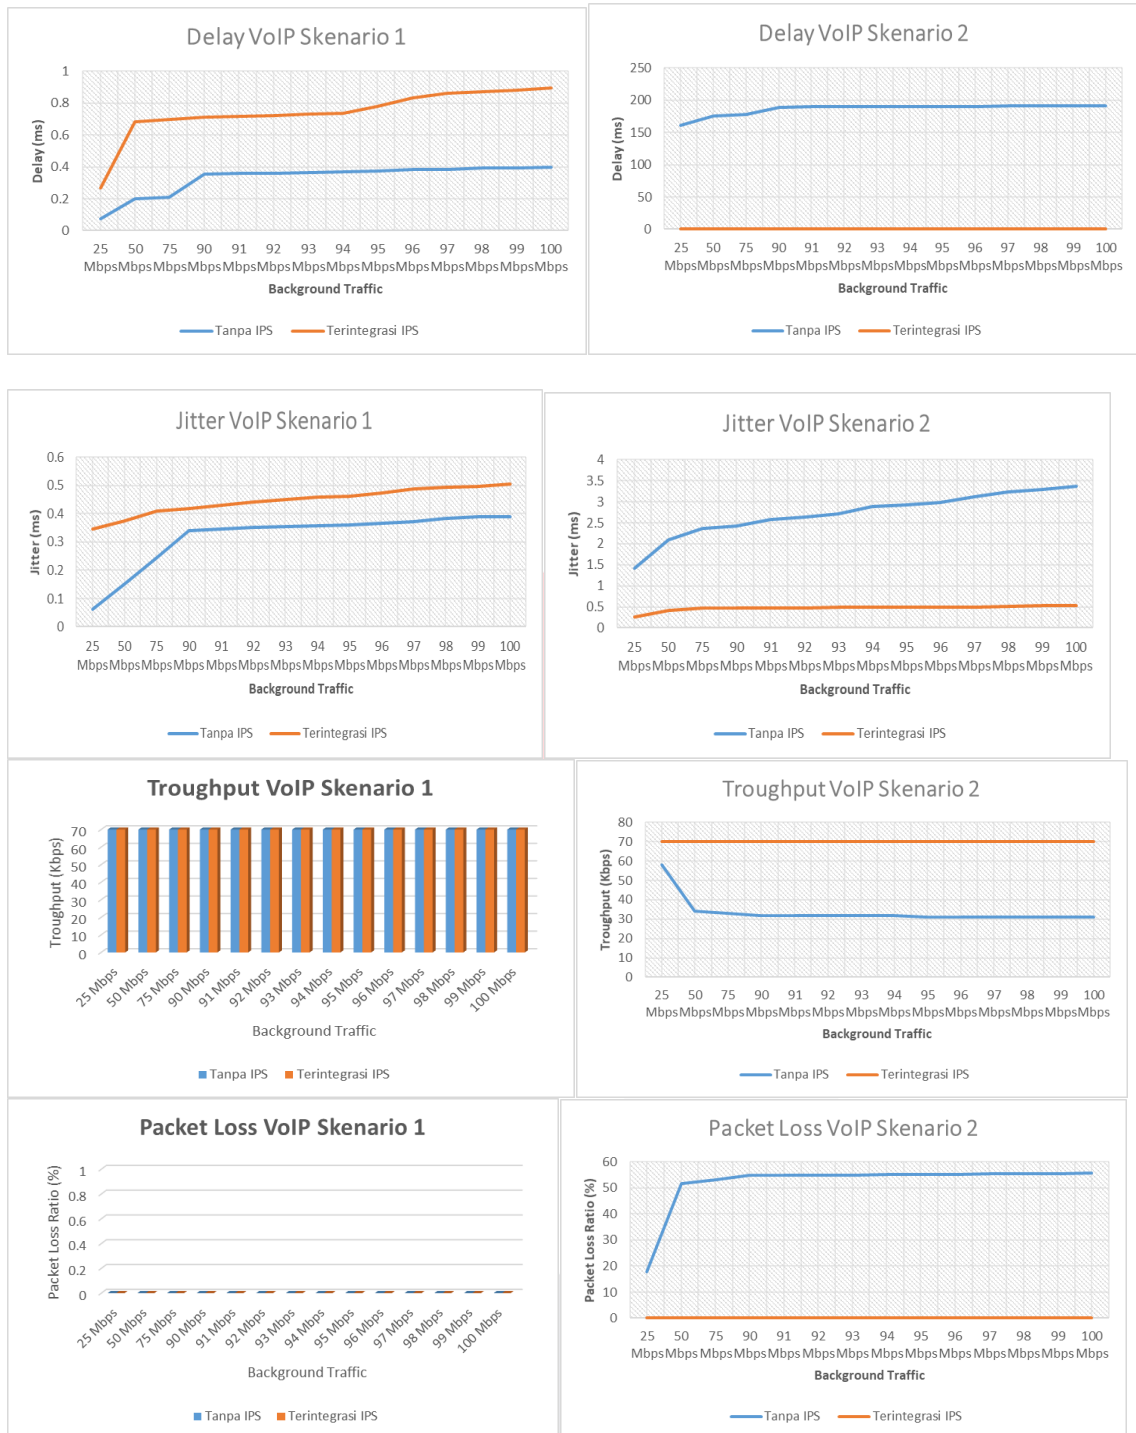 Delay VoIP Skenario 1
1
0.8
0.6
0.4
0.2
0
Delay (ms)
25 50 75 90 91 92 93 94 95 96 97 98 99 100
Mbps Mbps Mbps Mbps Mbps Mbps Mbps Mbps Mbps Mbps Mbps Mbps Mbps Mbps
Background Traffic
Tanpa IPS Terintegrasi IPS
Delay VoIP Skenario 2
250
200
150
100
50
0
Delay (ms)
25 50 75 90 91 92 93 94 95 96 97 98 99 100
Mbps Mbps Mbps Mbps Mbps Mbps Mbps Mbps Mbps Mbps Mbps Mbps Mbps Mbps
Background Traffic
Tanpa IPS Terintegrasi IPS
Jitter VoIP Skenario 1
0.6
0.5
0.4
0.3
0.2
0.1
0
Jitter (ms)
25 50 75 90 91 92 93 94 95 96 97 98 99 100
Mbps Mbps Mbps Mbps Mbps Mbps Mbps Mbps Mbps Mbps Mbps Mbps Mbps Mbps
Background Traffic
Tanpa IPS Terintegrasi IPS
Jitter VoIP Skenario 2
4
3.5
3
2.5
2
1.5
1
0.5
0
Jitter (ms)
25 50 75 90 91 92 93 94 95 96 97 98 99 100
Mbps Mbps Mbps Mbps Mbps Mbps Mbps Mbps Mbps Mbps Mbps Mbps Mbps Mbps
Background Traffic
Tanpa IPS Terintegrasi IPS
Troughput VoIP Skenario 1
70
60
50
40
30
20
10
0
Troughput (Kbps)
25 Mbps 50 Mbps 75 Mbps 90 Mbps 91 Mbps 92 Mbps 93 Mbps 94 Mbps 95 Mbps 96 Mbps 97 Mbps 98 Mbps 99 Mbps 100 Mbps
Background Traffic
Tanpa IPS Terintegrasi IPS
Troughput VoIP Skenario 2
80
70
60
50
40
30
20
10
0
Troughput (Kbps)
25 50 75 90 91 92 93 94 95 96 97 98 99 100
Mbps Mbps Mbps Mbps Mbps Mbps Mbps Mbps Mbps Mbps Mbps Mbps Mbps Mbps
Background Traffic
Tanpa IPS Terintegrasi IPS
Packet Loss VoIP Skenario 1
1
0.8
0.6
0.4
0.2
0
Packet Loss Ratio (%)
25 Mbps 50 Mbps 75 Mbps 90 Mbps 91 Mbps 92 Mbps 93 Mbps 94 Mbps 95 Mbps 96 Mbps 97 Mbps 98 Mbps 99 Mbps 100 Mbps
Background Traffic
Tanpa IPS Terintegrasi IPS
Packet Loss VoIP Skenario 2
60
50
40
30
20
10
0
Packet Loss Ratio (%)
25 50 75 90 91 92 93 94 95 96 97 98 99 100
Mbps Mbps Mbps Mbps Mbps Mbps Mbps Mbps Mbps Mbps Mbps Mbps Mbps Mbps
Background Traffic
Tanpa IPS Terintegrasi IPS